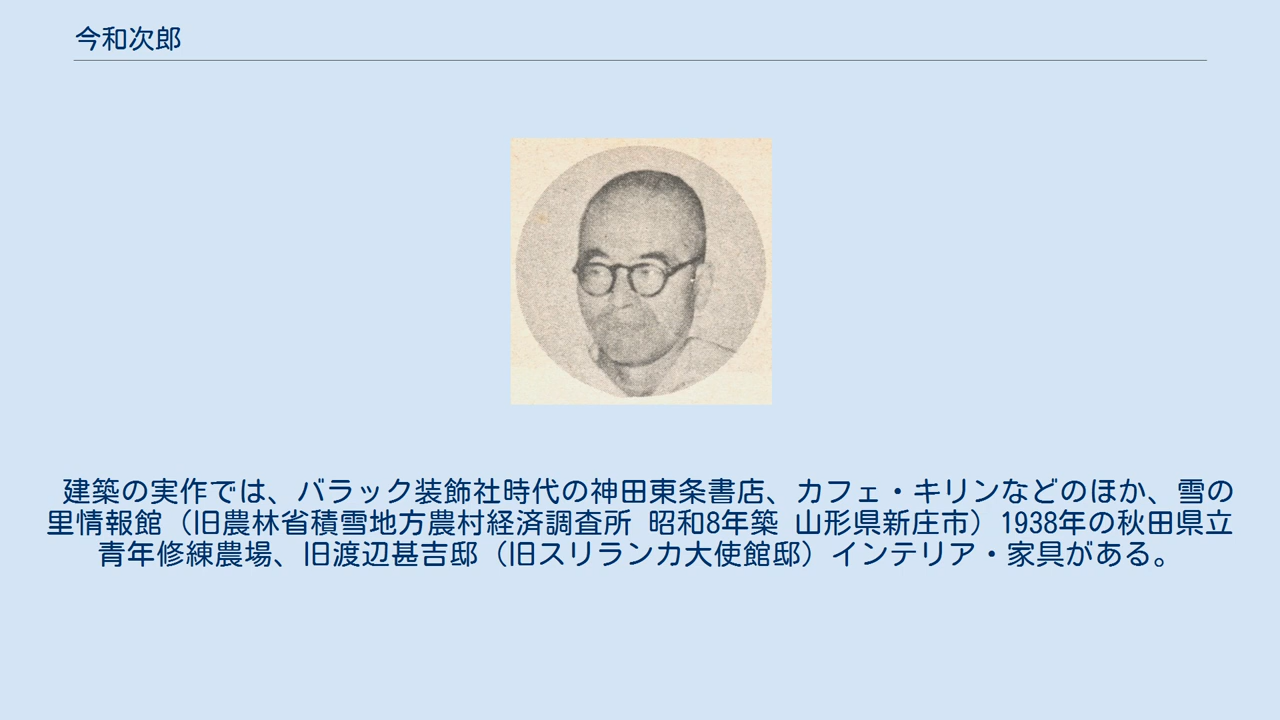 今和次郎
建築の実作では、バラック装飾社時代の神田東条書店、カフェ・キリンなどのほか、雪の
里情報館（旧農林省積雪地方農村経済調査所 昭和8年築 山形県新庄市）1938年の秋田県立
青年修練農場、旧渡辺甚吉邸（旧スリランカ大使館邸）インテリア・家具がある。